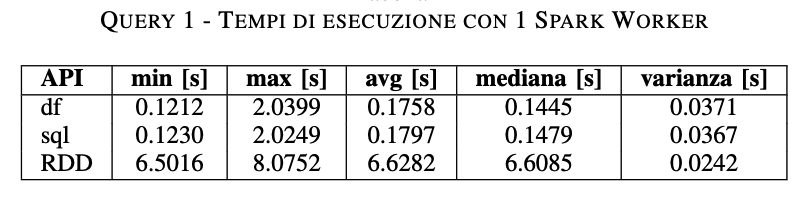 QUERY 1 - TEMPI DI ESECUZIONE CON 1 SPARK WORKER
API min [s] max [s] avg [s] mediana [s] varianza [s]
df 0.1212 2.0399 0.1758 0.1445 0.0371
sql 0.1230 2.0249 0.1797 0.1479 0.0367
RDD 6.5016 8.0752 6.6282 6.6085 0.0242